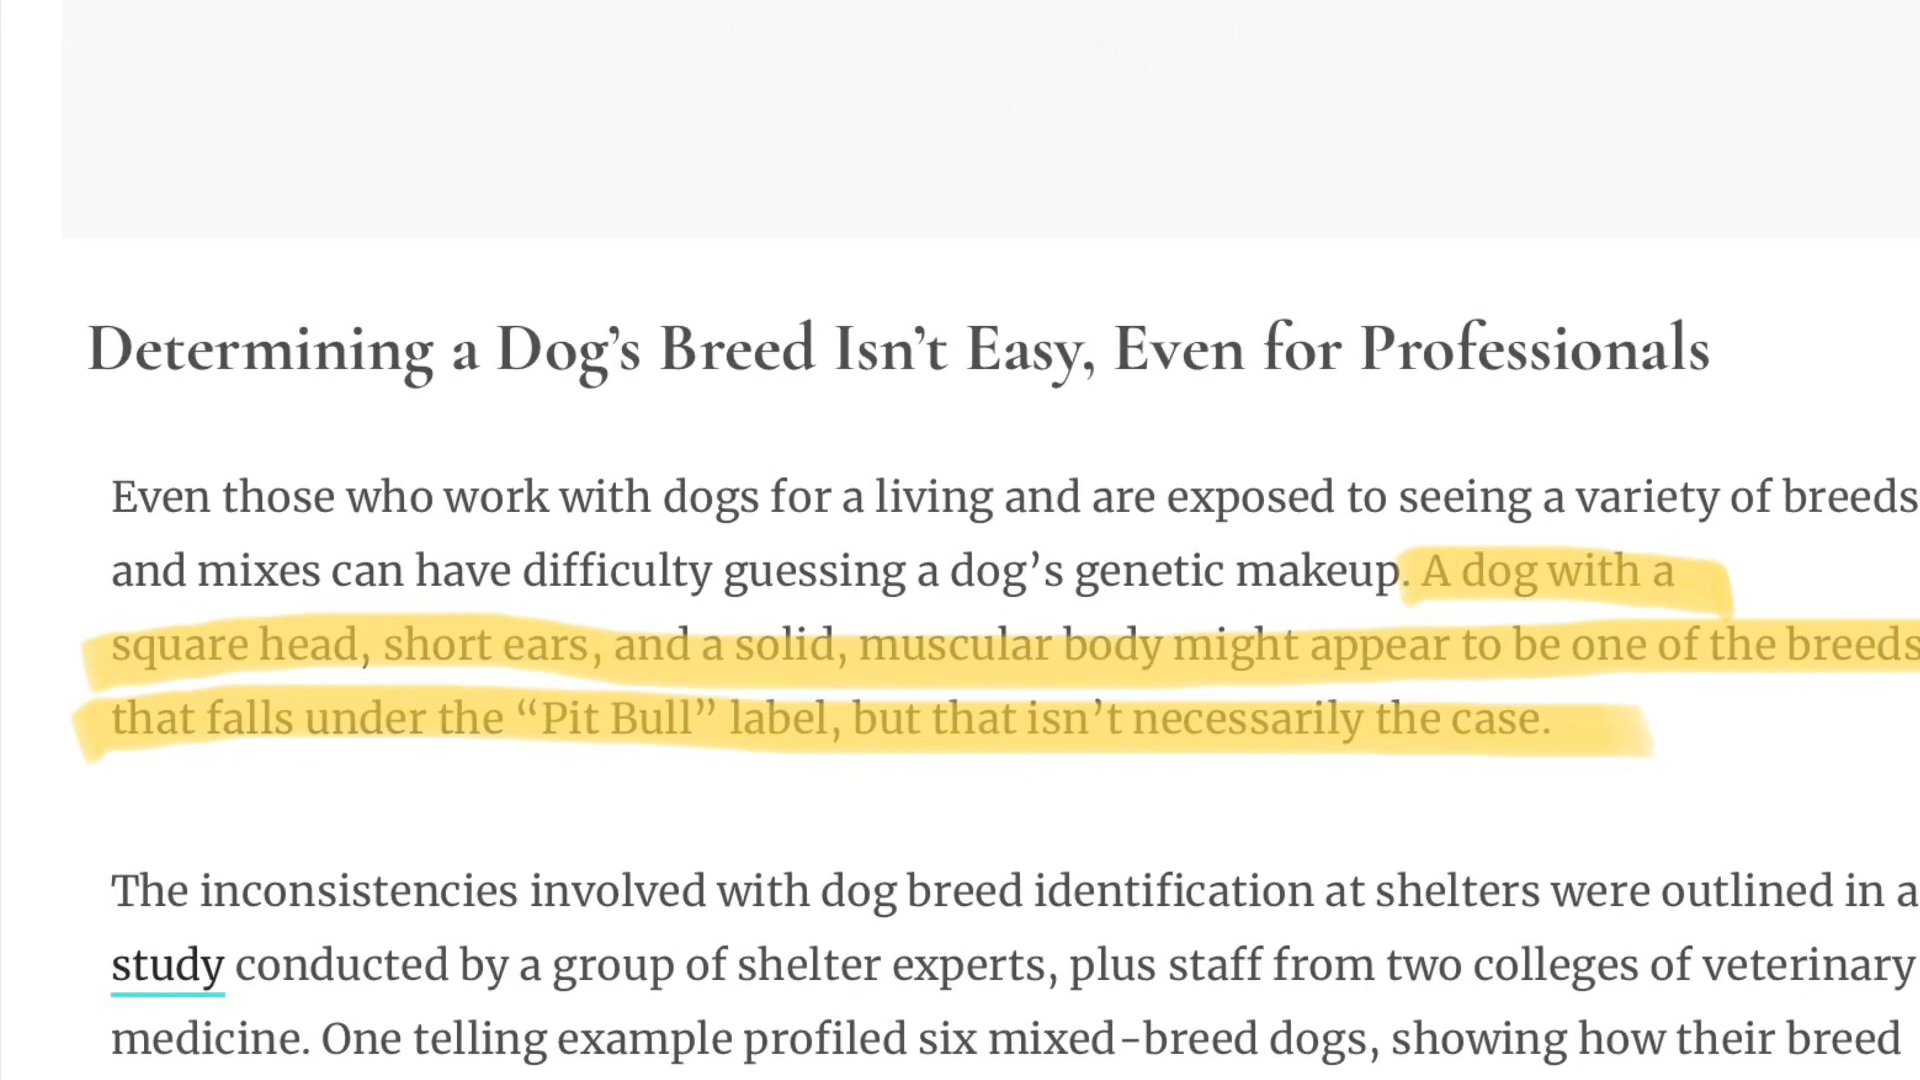 Determining a Dog’s Breed Isn’t Easy, Even for Professionals
Even those who work with dogs for a living and are exposed to seeing a variety of breeds
and mixes can have difficulty guessing a dog’s genetic makeup. A dog with a
square head, short ears, and a solid, muscular body might appear to be one of the breeds
that falls under the “Pit Bull” label, but that isn’t necessarily the case.
The inconsistencies involved with dog breed identification at shelters were outlined in a
study conducted by a group of shelter experts, plus staff from two colleges of veterinary
medicine. One telling example profiled six mixed-breed dogs, showing how their breed